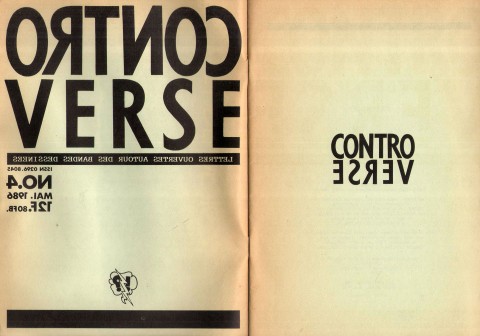 CONTRO
VERSE
LETTRES OUVERTES AUTOUR DES BANDES DESSINEES
ISSN 0296.8045
NO.4
MAI. 1986
12F. 80FB.
!?
CONTRO
VERSE